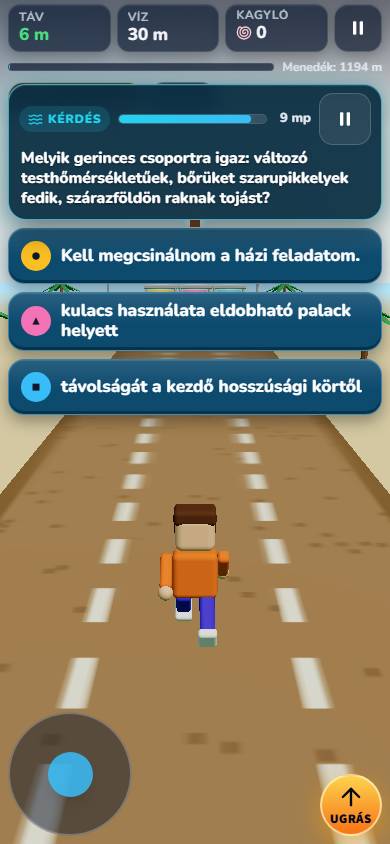 TÁV
6 m
VÍZ
30 m
KAGYLÓ
0
Menedék: 1194 m
KÉRDÉS
9 mp
Melyik gerinces csoportra igaz: változó
testhőmérsékletűek, bőrüket szarupikkelyek
fedik, szárazföldön raknak tojást?
Kell megcsinálnom a házi feladatom.
kulacs használata eldobható palack
helyett
távolságát a kezdő hosszúsági körtől
UGRÁS